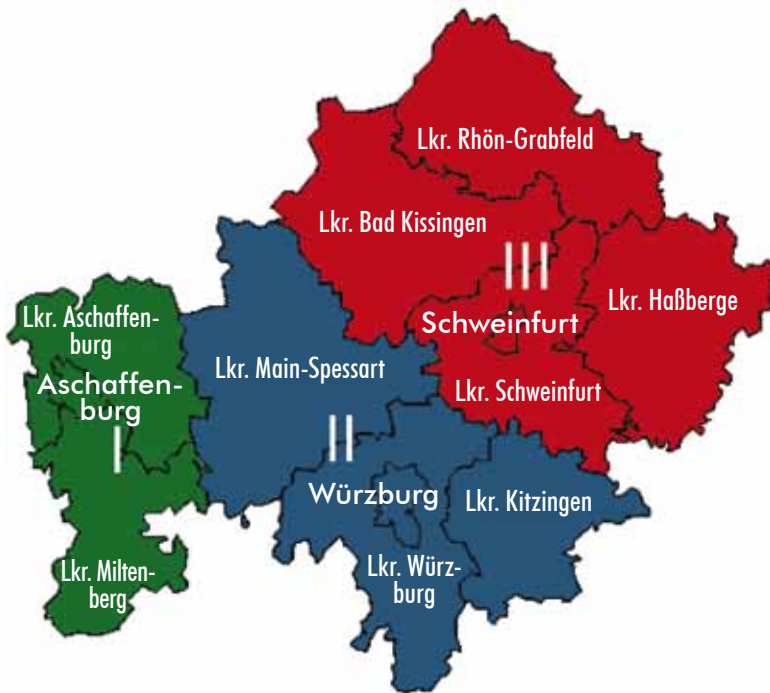 Lkr. Rhön-Grabfeld
Lkr. Bad Kissingen
III
Lkr. Haßberge
Schweinfurt
Lkr. Schweinfurt
Lkr. Aschaffen-
burg
Aschaffen-
burg
I
Lkr. Main-Spessart
II
Würzburg
Lkr. Kitzingen
Lkr. Würz-
burg
Lkr. Milten-
berg